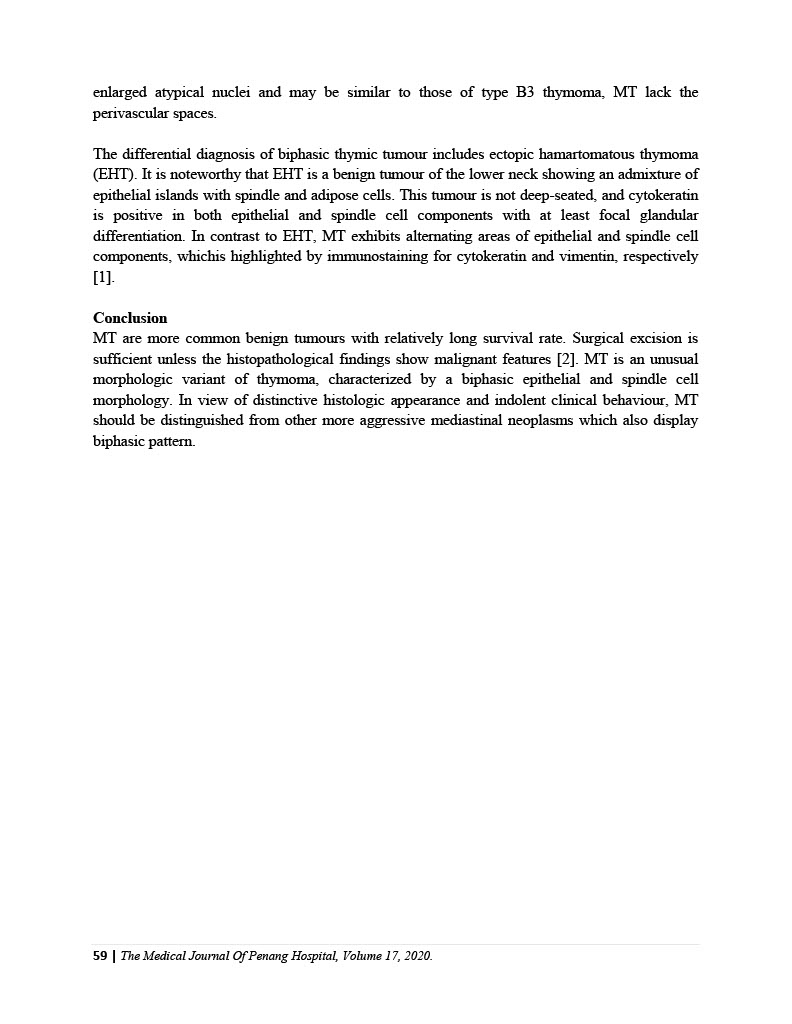 enlarged atypical nuclei and may be similar to those of type B3 thymoma, MT lack the
perivascular spaces.
The differential diagnosis of biphasic thymic tumour includes ectopic hamartomatous thymoma
(EHT). It is noteworthy that EHT is a benign tumour of the lower neck showing an admixture of
epithelial islands with spindle and adipose cells. This tumour is not deep-seated, and cytokeratin
is positive in both epithelial and spindle cell components with at least focal glandular
differentiation. In contrast to EHT, MT exhibits alternating areas of epithelial and spindle cell
components, whichis highlighted by immunostaining for cytokeratin and vimentin, respectively
[1].
Conclusion
MT are more common benign tumours with relatively long survival rate. Surgical excision is
sufficient unless the histopathological findings show malignant features [2]. MT is an unusual
morphologic variant of thymoma, characterized by a biphasic epithelial and spindle cell
morphology. In view of distinctive histologic appearance and indolent clinical behaviour, MT
should be distinguished from other more aggressive mediastinal neoplasms which also display
biphasic pattern.
59 | The Medical Journal Of Penang Hospital, Volume 17, 2020.